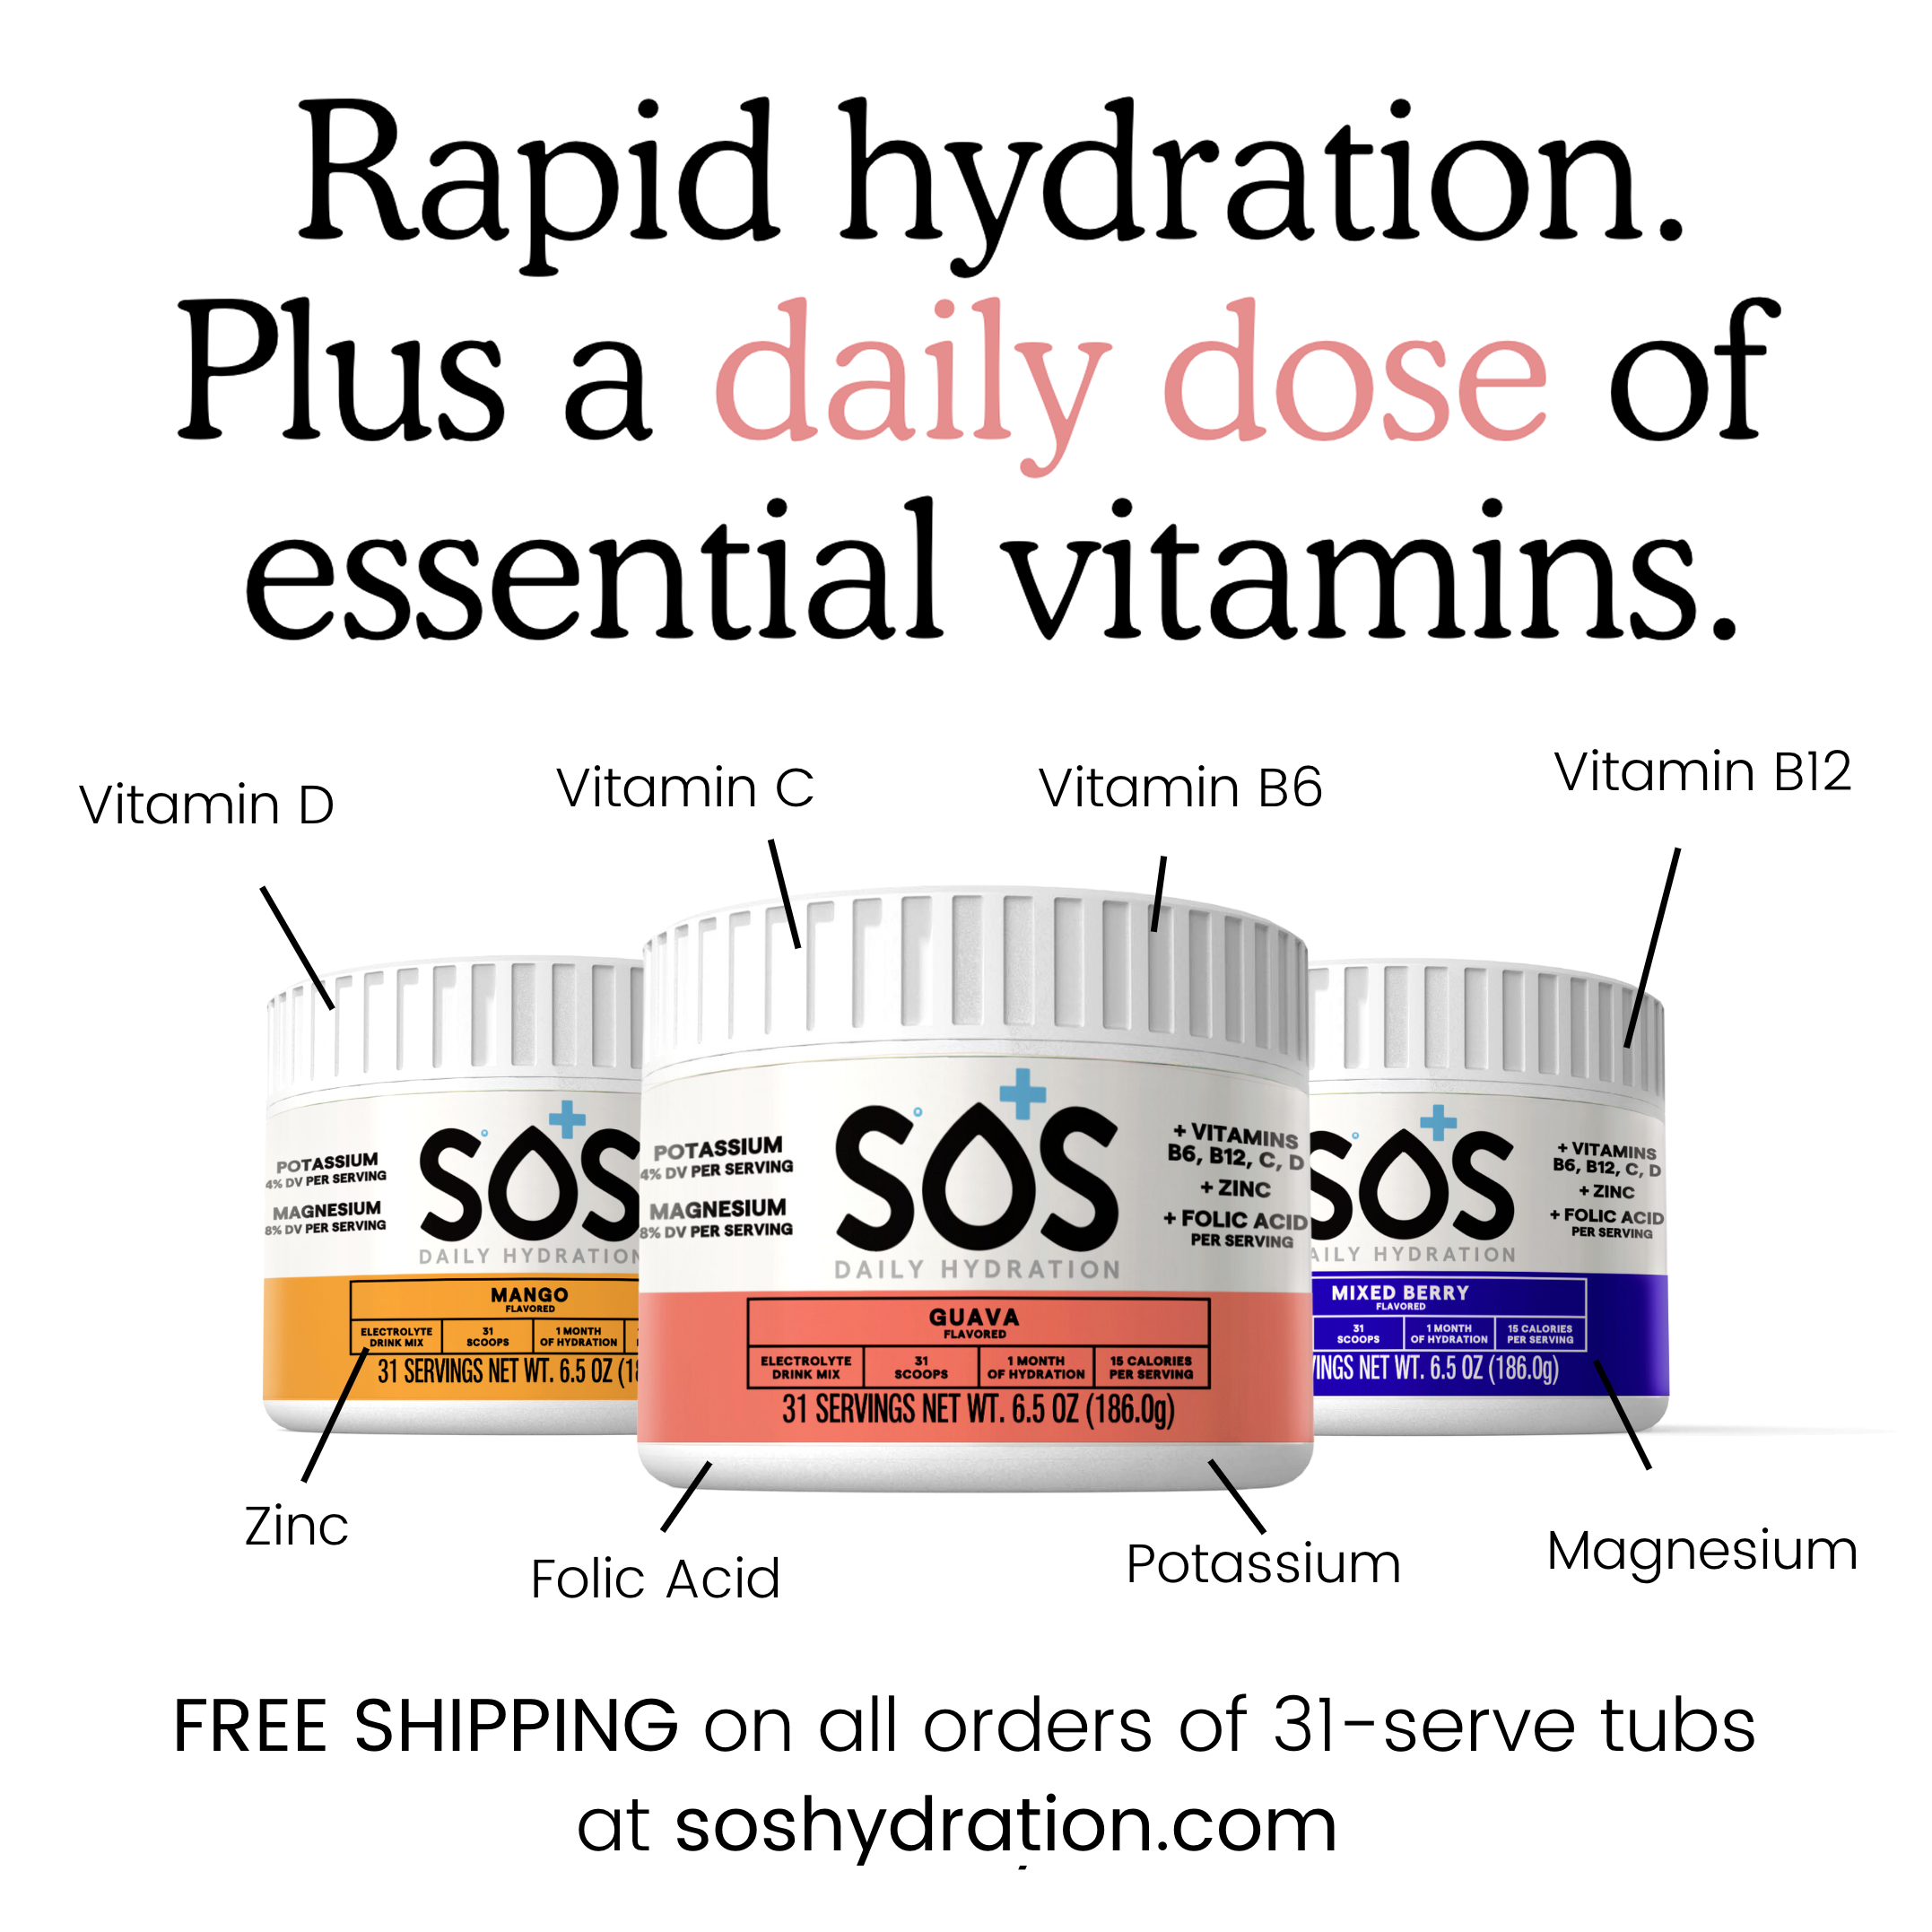 Rapid hydration.
Plus a daily dose of
essential vitamins.
Vitamin D
Vitamin C
Vitamin B6
Vitamin B12
POTASSIUM
4% DV PER SERVING
MAGNESIUM
8% DV PER SERVING
SOS
DAILY HYDRATION
MANGO
FLAVORED
ELECTROLYTE
DRINK MIX
31
SCOOPS
1 MONTH
OF HYDRATION
31 SERVINGS NET WT. 6.5 OZ
POTASSIUM
4% DV PER SERVING
MAGNESIUM
8% DV PER SERVING
SOS
DAILY HYDRATION
+ VITAMINS
B6, B12, C, D
+ ZINC
+ FOLIC ACID
PER SERVING
GUAVA
FLAVORED
ELECTROLYTE
DRINK MIX
31
SCOOPS
1 MONTH
OF HYDRATION
15 CALORIES
PER SERVING
31 SERVINGS NET WT. 6.5 OZ (186.0g)
SOS
HYDRATION
+ VITAMINS
B6, B12, C, D
+ ZINC
+ FOLIC ACID
PER SERVING
MIXED BERRY
FLAVORED
31
SCOOPS
1 MONTH
OF HYDRATION
15 CALORIES
PER SERVING
NET WT. 6.5 OZ (186.0g)
Zinc
Folic Acid
Potassium
Magnesium
FREE SHIPPING on all orders of 31-serve tubs
at soshydration.com